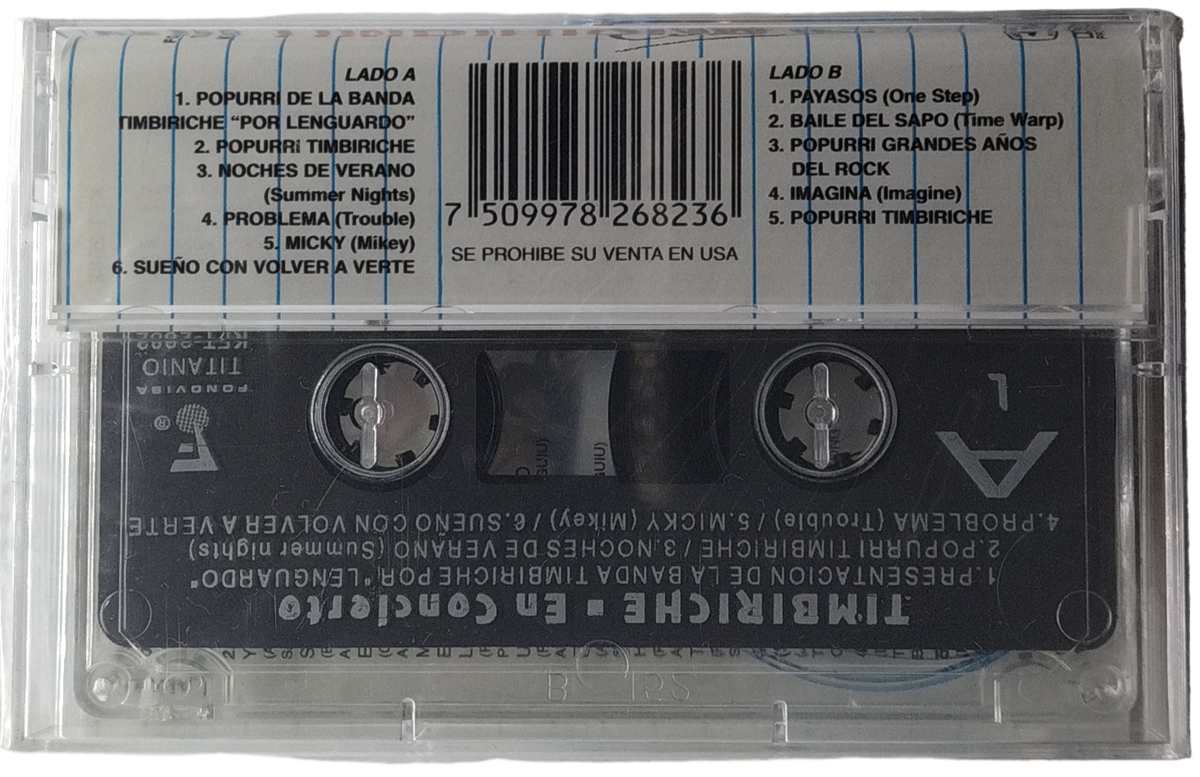 LADO A
1. POPURRI DE LA BANDA
TIMBIRICHE “POR LENGUARDO”
2. POPURRi TIMBIRICHE
3. NOCHES DE VERANO
(Summer Nights)
4. PROBLEMA (Trouble)
5. MICKY (Mikey)
6. SUEÑO CON VOLVER A VERTE
7 509978 268236
SE PROHIBE SU VENTA EN USA
LADO B
1. PAYASOS (One Step)
2. BAILE DEL SAPO (Time Warp)
3. POPURRI GRANDES AÑOS
DEL ROCK
4. IMAGINA (Imagine)
5. POPURRI TIMBIRICHE
TIMBIRICHE ▪ En Concierto
1.PRESENTACION DE LA BANDA TIMBIRICHE POR "LENGUARDO"
2.POPURRI TIMBIRICHE / 3.NOCHES DE VERANO (Summer nights)
4.PROBLEMA (Trouble) / 5.MICKY (Mikey) / 6.SUEÑO CON VOLVER A VERTE
A
F ®
FONOVISA
TITANIO